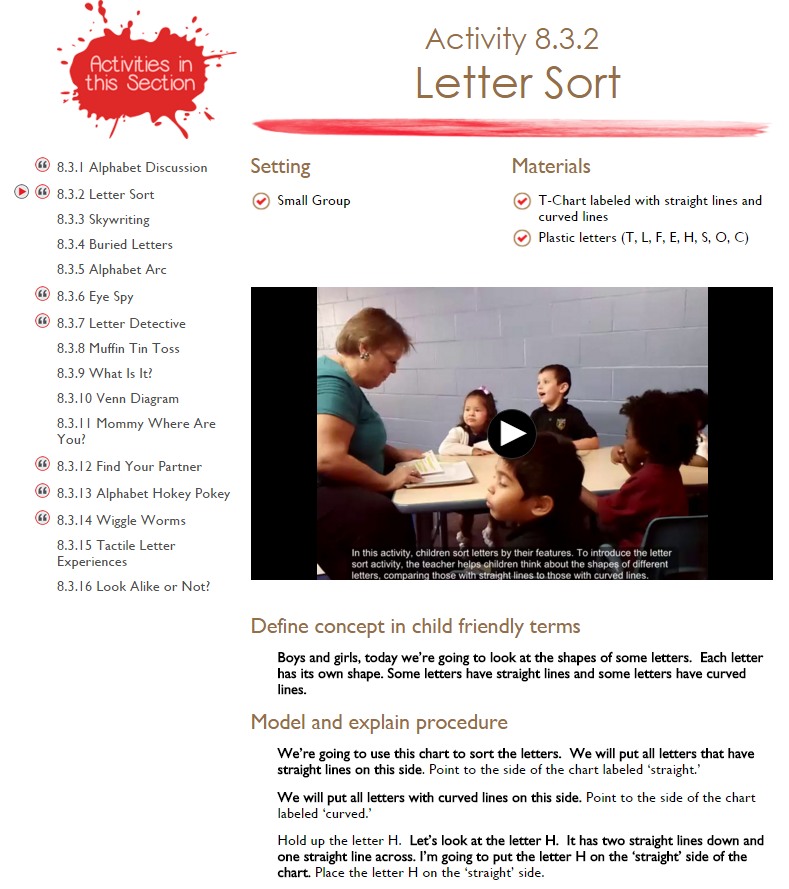 Activities in
this Section
Activity 8.3.2
Letter Sort
8.3.1 Alphabet Discussion
8.3.2 Letter Sort
8.3.3 Skywriting
8.3.4 Buried Letters
8.3.5 Alphabet Arc
8.3.6 Eye Spy
8.3.7 Letter Detective
8.3.8 Muffin Tin Toss
8.3.9 What Is It?
8.3.10 Venn Diagram
8.3.11 Mommy Where Are
You?
8.3.12 Find Your Partner
8.3.13 Alphabet Hokey Pokey
8.3.14 Wiggle Worms
8.3.15 Tactile Letter
Experiences
8.3.16 Look Alike or Not?
Setting
Small Group
Materials
T-Chart labeled with straight lines and
curved lines
Plastic letters (T, L, F, E, H, S, O, C)
In this activity, children sort letters by their features. To introduce the letter
sort activity, the teacher helps children think about the shapes of different
letters, comparing those with straight lines to those with curved lines.
Define concept in child friendly terms
Boys and girls, today we're going to look at the shapes of some letters.  Each letter
has its own shape. Some letters have straight lines and some letters have curved
lines.
Model and explain procedure
We're going to use this chart to sort the letters.  We will put all letters that have
straight lines on this side. Point to the side of the chart labeled 'straight.'
We will put all letters with curved lines on this side. Point to the side of the chart
labeled 'curved.'
Hold up the letter H.  Let's look at the letter H.  It has two straight lines down and
one straight line across. I'm going to put the letter H on the 'straight' side of the
chart. Place the letter H on the 'straight' side.